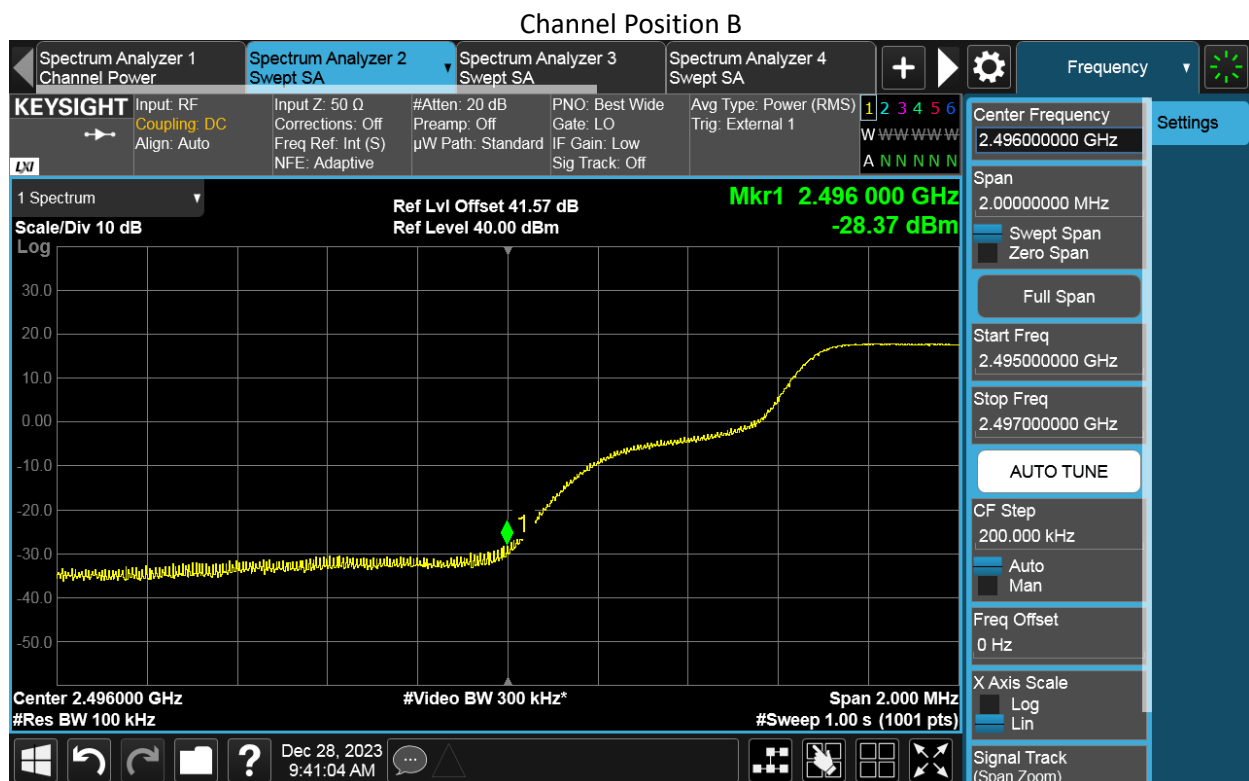 Channel Position B
Spectrum Analyzer 1
Channel Power
Spectrum Analyzer 2
Swept SA
Spectrum Analyzer 3
Swept SA
Spectrum Analyzer 4
Swept SA
+
Frequency
KEYSIGHT
LXI
Input: RF
Coupling: DC
Align: Auto
Input Z: 50 Ω
Corrections: Off
Freq Ref: Int (S)
NFE: Adaptive
#Atten: 20 dB
Preamp: Off
µW Path: Standard
PNO: Best Wide
Gate: LO
IF Gain: Low
Sig Track: Off
Avg Type: Power (RMS)
Trig: External 1
1 2 3 4 5 6
W W W W W W
A N N N N N
1 Spectrum
Scale/Div 10 dB
Log
Ref Lvl Offset 41.57 dB
Ref Level 40.00 dBm
Mkr1 2.496 000 GHz
-28.37 dBm
30.0
20.0
10.0
0.00
-10.0
-20.0
-30.0
-40.0
-50.0
1
Center 2.496000 GHz
#Res BW 100 kHz
#Video BW 300 kHz*
Span 2.000 MHz
#Sweep 1.00 s (1001 pts)
?
Dec 28, 2023
9:41:04 AM
Center Frequency
2.496000000 GHz
Span
2.00000000 MHz
Swept Span
Zero Span
Full Span
Start Freq
2.495000000 GHz
Stop Freq
2.497000000 GHz
AUTO TUNE
CF Step
200.000 kHz
Auto
Man
Freq Offset
0 Hz
X Axis Scale
Log
Lin
Signal Track
(Span Zoom)
Settings